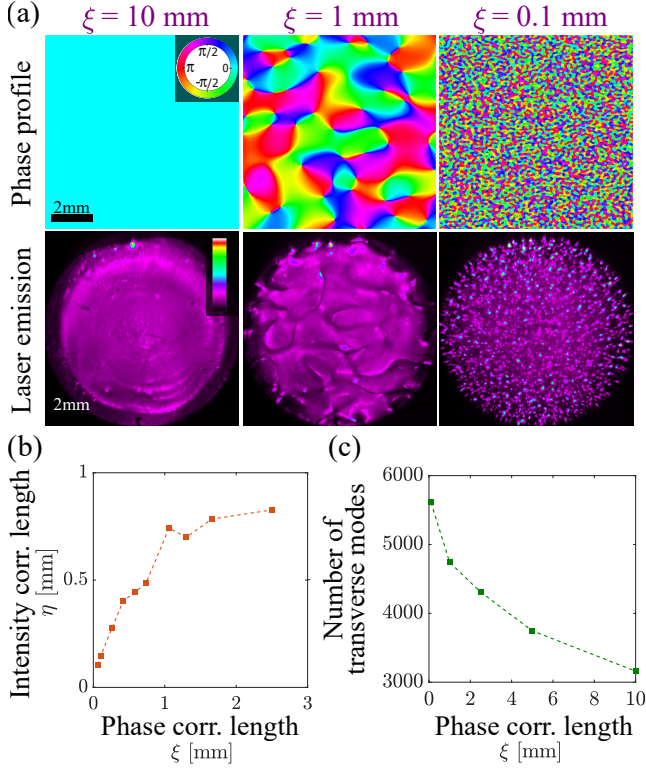 (a)
ξ = 10 mm
ξ = 1 mm
ξ = 0.1 mm
Phase profile
π/2
π
0
-π/2
2mm
Laser emission
2mm
(b)
Intensity corr. length
η [mm]
1
0.5
0
0
1
2
3
Phase corr. length
ξ [mm]
(c)
Number of
transverse modes
6000
5000
4000
3000
0
2
4
6
8
10
Phase corr. length
ξ [mm]